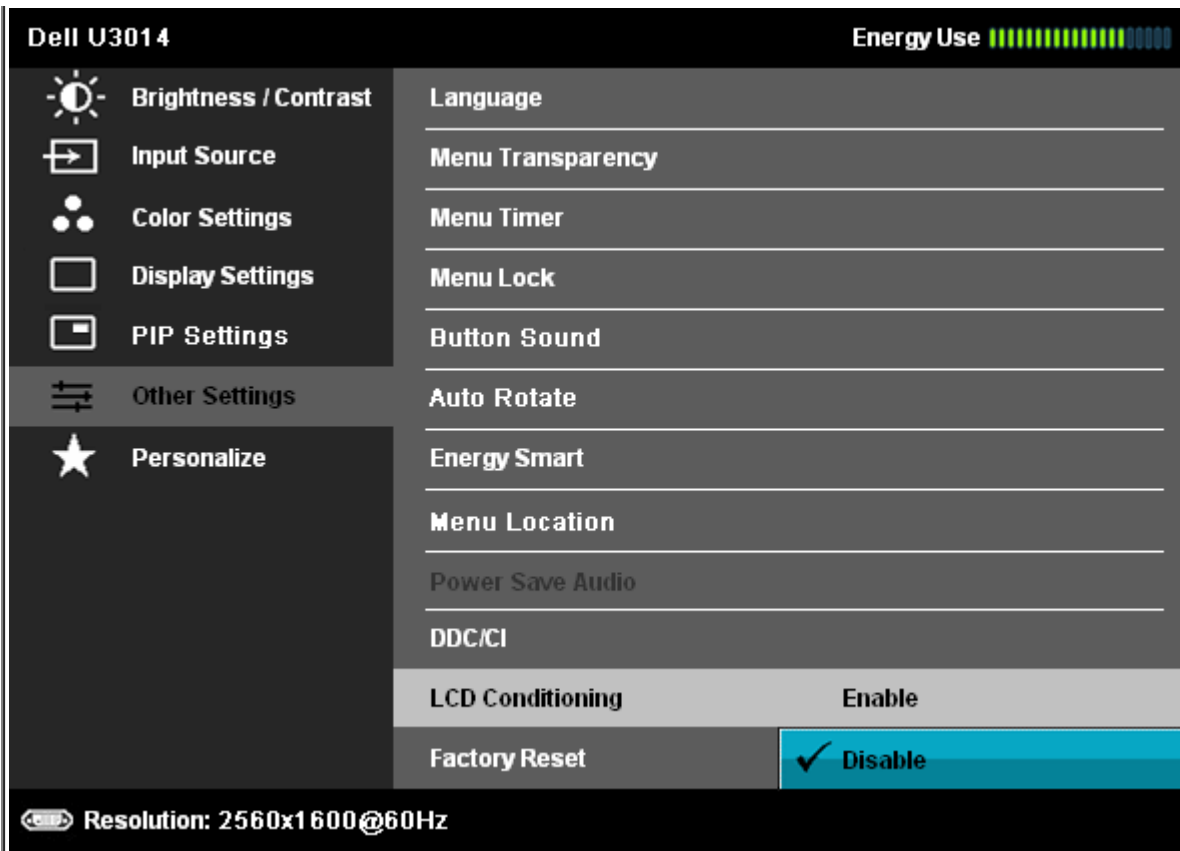 Dell U3014
Energy Use
Brightness / Contrast
Input Source
Color Settings
Display Settings
PIP Settings
Other Settings
Personalize
Language
Menu Transparency
Menu Timer
Menu Lock
Button Sound
Auto Rotate
Energy Smart
Menu Location
Power Save Audio
DDC/CI
LCD Conditioning Enable
Factory Reset Disable
Resolution: 2560x1600@60Hz